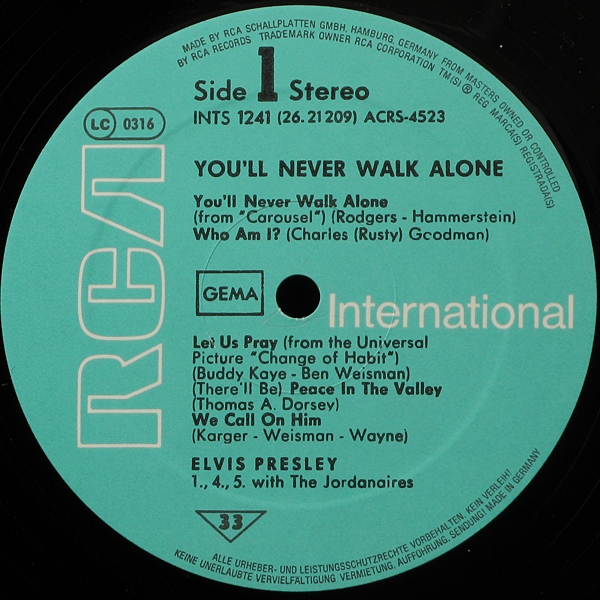 MADE BY RCA SCHALLPLATTEN GMBH, HAMBURG, GERMANY FROM MASTERS OWNED OR CONTROLLED
BY RCA RECORDS TRADEMARK OWNER RCA CORPORATION TM(S) ® REG MARCA(S) REGISTRADA(S)
Side 1 Stereo
INTS 1241 (26.21209) ACRS-4523
LC 0316
YOU'LL NEVER WALK ALONE
You'll Never Walk Alone
(from "Carousel") (Rodgers - Hammerstein)
Who Am I? (Charles (Rusty) Goodman)
RCA
GEMA
International
Let Us Pray (from the Universal
Picture "Change of Habit")
(Buddy Kaye - Ben Weisman)
(There'll Be) Peace In The Valley
(Thomas A. Dorsey)
We Call On Him
(Karger - Weisman - Wayne)
ELVIS PRESLEY
1., 4., 5. with The Jordanaires
33
ALLE URHEBER- UND LEISTUNGSSCHUTZRECHTE VORBEHALTEN. KEIN VERLEIH!
KEINE UNERLAUBTE VERVIELFÄLTIGUNG VERMIETUNG, AUFFÜHRUNG, SENDUNG! MADE IN GERMANY